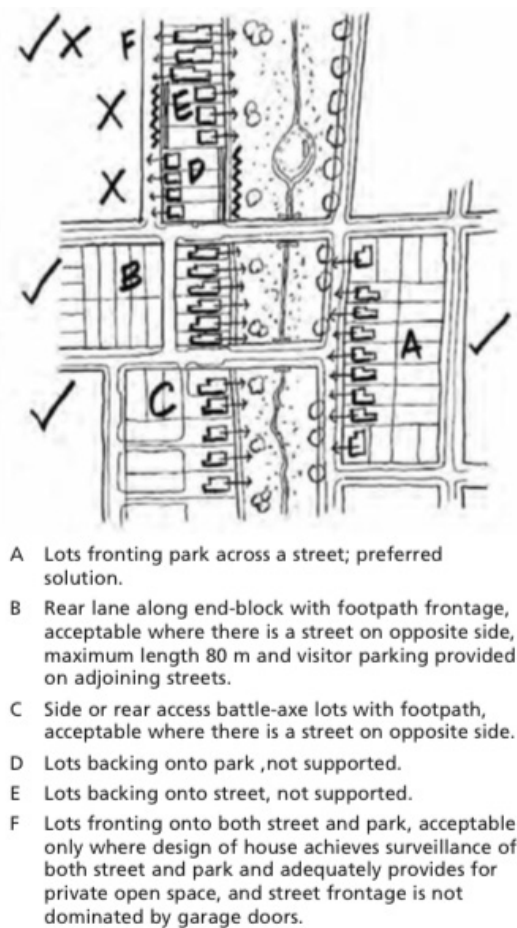 F
E
D
B
C
A
A Lots fronting park across a street; preferred
solution.
B Rear lane along end-block with footpath frontage,
acceptable where there is a street on opposite side,
maximum length 80 m and visitor parking provided
on adjoining streets.
C Side or rear access battle-axe lots with footpath,
acceptable where there is a street on opposite side.
D Lots backing onto park ,not supported.
E Lots backing onto street, not supported.
F Lots fronting onto both street and park, acceptable
only where design of house achieves surveillance of
both street and park and adequately provides for
private open space, and street frontage is not
dominated by garage doors.